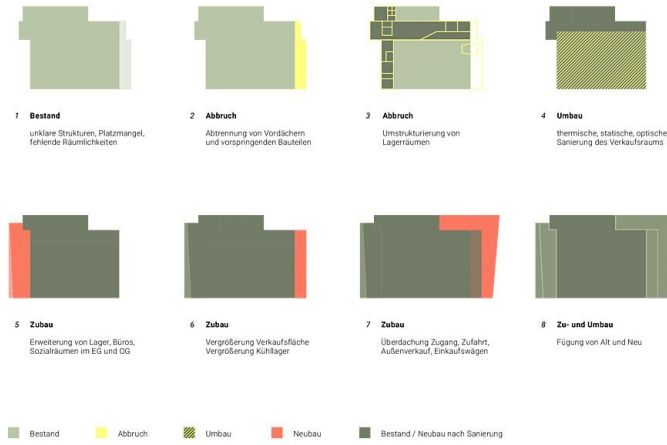 1 Bestand
unklare Strukturen, Platzmangel,
fehlende Räumlichkeiten
2 Abbruch
Abtrennung von Vordächern
und vorspringenden Bauteilen
3 Abbruch
Umstrukturierung von
Lagerräumen
4 Umbau
thermische, statische, optische
Sanierung des Verkaufsraums
5 Zubau
Erweiterung von Lager, Büros,
Sozialräumen im EG und OG
6 Zubau
Vergrößerung Verkaufsfläche
Vergrößerung Kühllager
7 Zubau
Überdachung Zugang, Zufahrt,
Außenverkauf, Einkaufswägen
8 Zu- und Umbau
Fügung von Alt und Neu
Bestand
Abbruch
Umbau
Neubau
Bestand / Neubau nach Sanierung